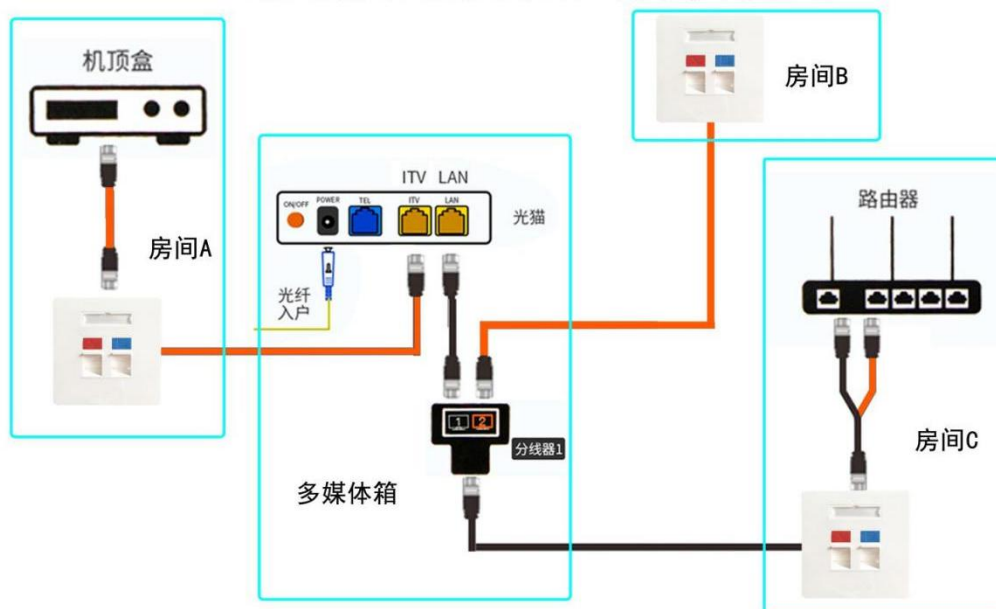 机顶盒
房间A
房间B
ITV LAN
ON/OFF
POWER
TEL
ITV
LAN
光猫
光纤
入户
1
2
分线器1
多媒体箱
路由器
房间C